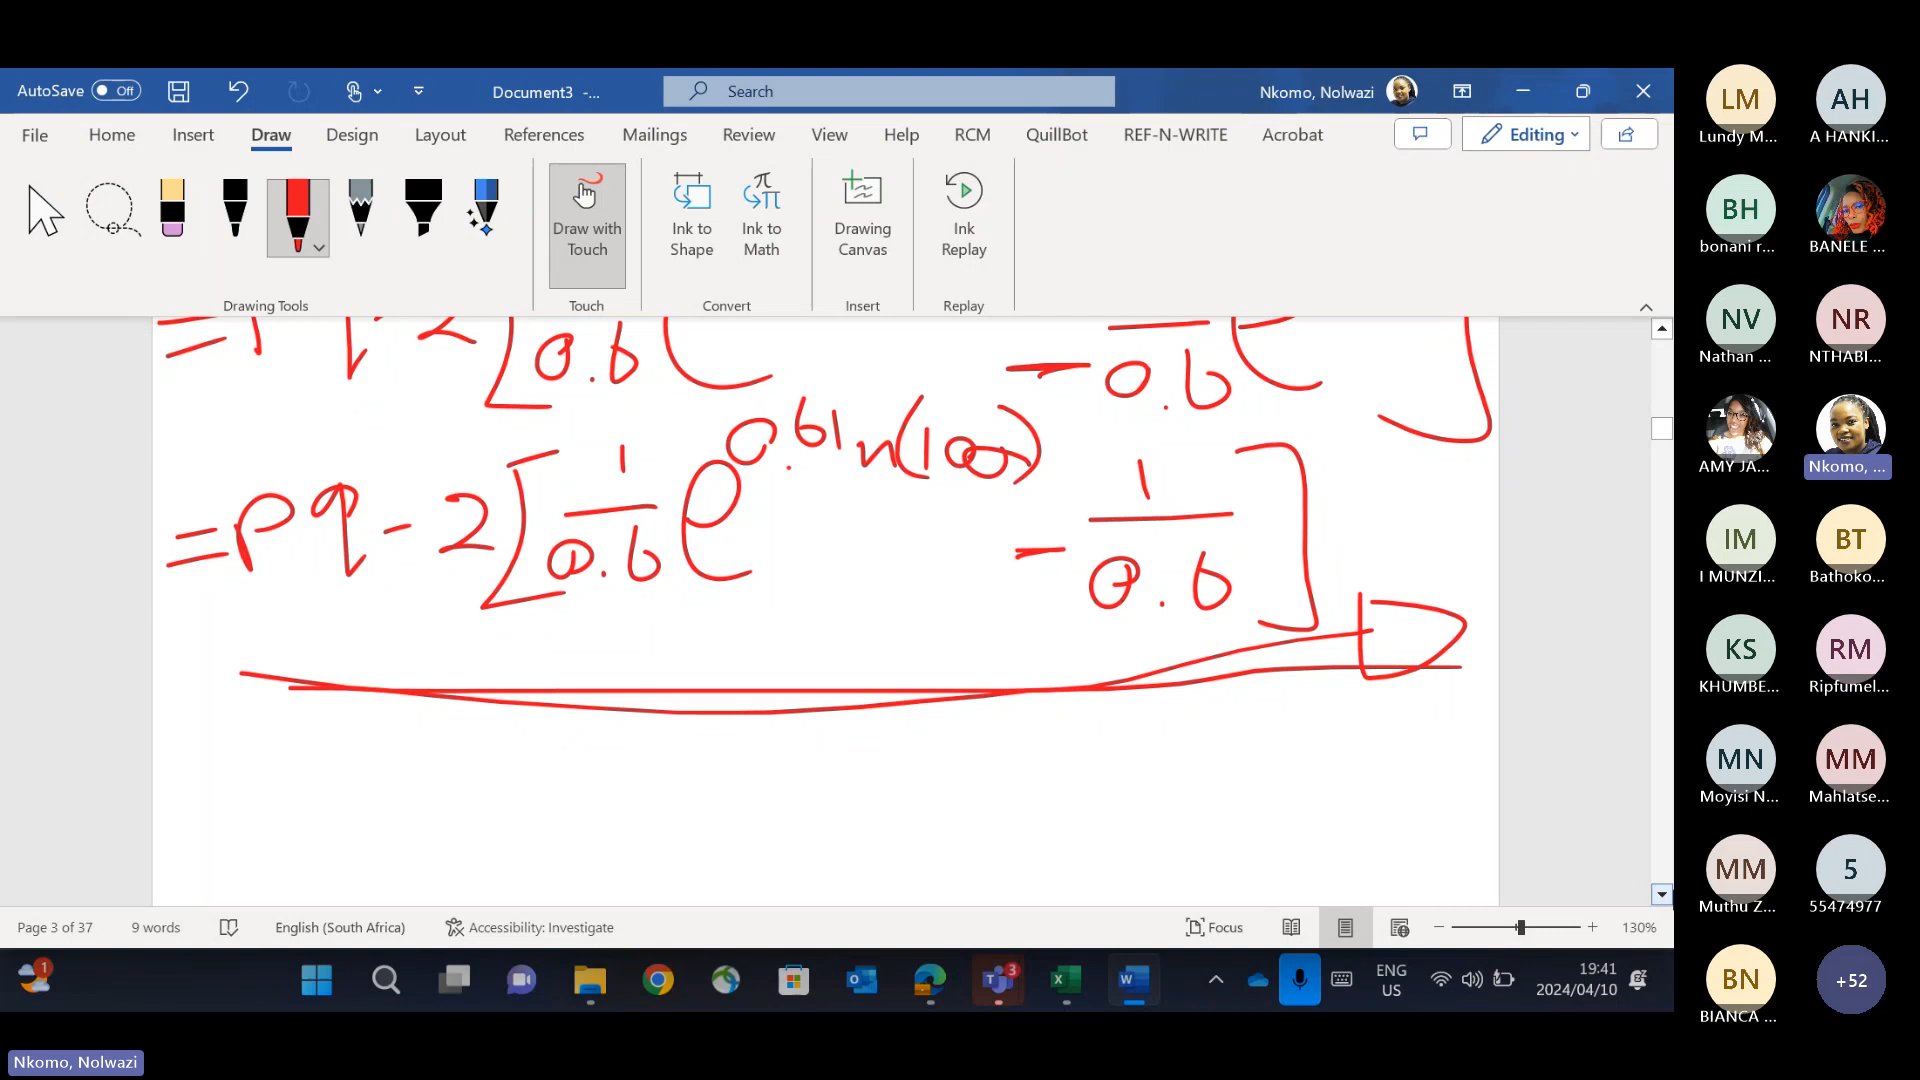 AutoSave Off Document3 -... Search Nkomo, Nolwazi
File Home Insert Draw Design Layout References Mailings Review View Help RCM QuillBot REF-N-WRITE Acrobat Editing
Draw with Touch
Ink to Shape
Ink to Math
Drawing Canvas
Ink Replay
Drawing Tools Touch Convert Insert Replay
= 2[ 0.6 e - 0.6 e ]
= pq - 2[ 1/0.6 e^0.6 ln(100) - 1/0.6 ]
D
Page 3 of 37 9 words English (South Africa) Accessibility: Investigate Focus 130%
1 3 ENG US 19:41 2024/04/10
Nkomo, Nolwazi
LM AH
Lundy M... A HANKI...
BH
bonani r... BANELE ...
NV NR
Nathan ... NTHABI...
AMY JA... Nkomo, ...
IM BT
I MUNZI... Bathoko...
KS RM
KHUMBE... Ripfumel...
MN MM
Moyisi N... Mahlatse...
MM 5
Muthu Z... 55474977
BN +52
BIANCA ...